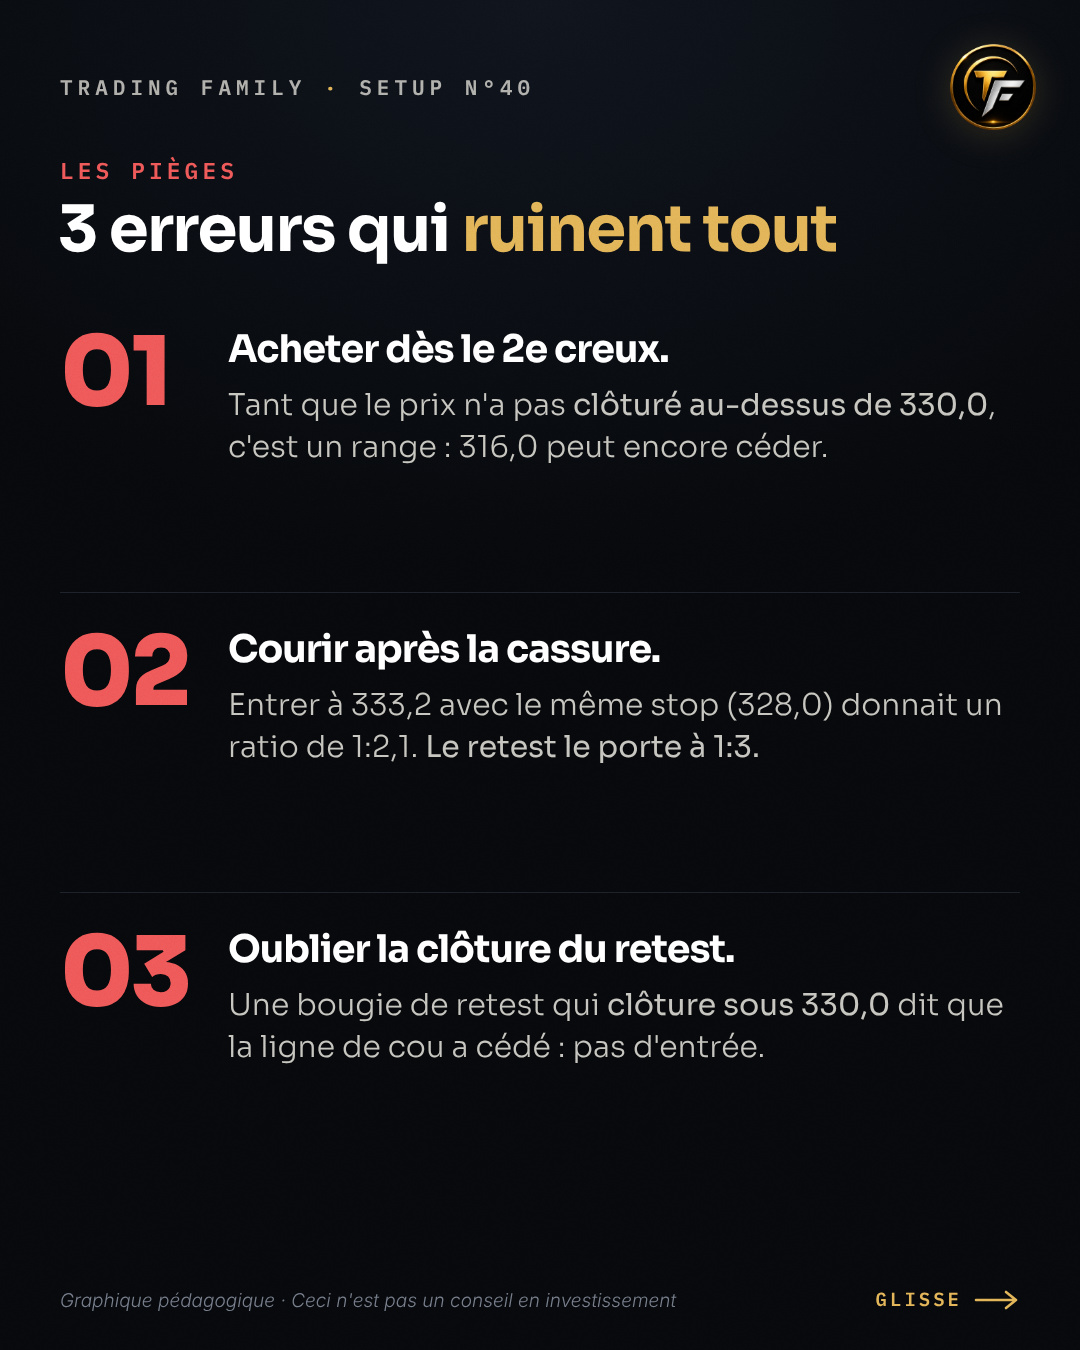 TRADING FAMILY · SETUP N°40
TF
LES PIÈGES
3 erreurs qui ruinent tout
01
Acheter dès le 2e creux.
Tant que le prix n'a pas clôturé au-dessus de 330,0,
c'est un range : 316,0 peut encore céder.
02
Courir après la cassure.
Entrer à 333,2 avec le même stop (328,0) donnait un
ratio de 1:2,1. Le retest le porte à 1:3.
03
Oublier la clôture du retest.
Une bougie de retest qui clôture sous 330,0 dit que
la ligne de cou a cédé : pas d'entrée.
Graphique pédagogique · Ceci n'est pas un conseil en investissement
GLISSE →